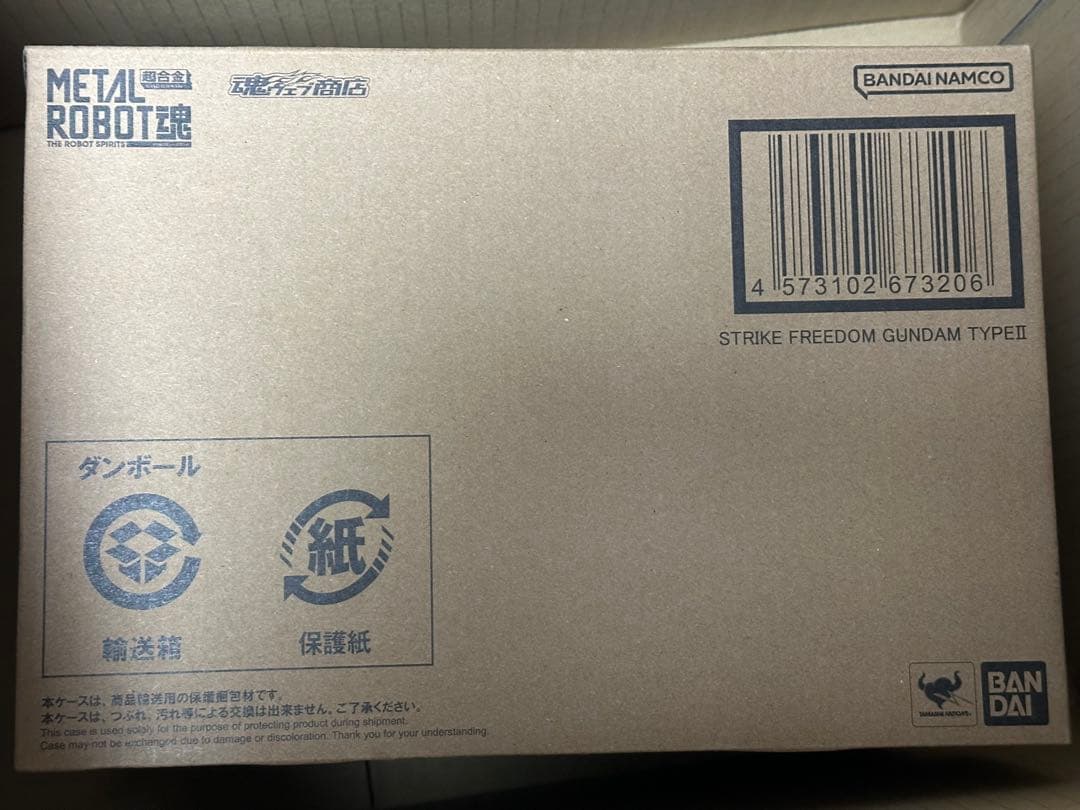 METAL 超合金
ROBOT魂
THE ROBOT SPIRITS
魂ウェブ商店
BANDAI NAMCO
4 573102 673206
STRIKE FREEDOM GUNDAM TYPEⅡ
ダンボール
紙
輸送箱
保護紙
本ケースは、商品輸送用の保護梱包材です。
本ケースは、つぶれ、汚れ等による交換は出来ません。ご了承ください。
This case is used solely for the purpose of protecting product during shipment.
Case may not be exchanged due to damage or discoloration. Thank you for your understanding.
TAMASHII NATIONS
BAN
DAI